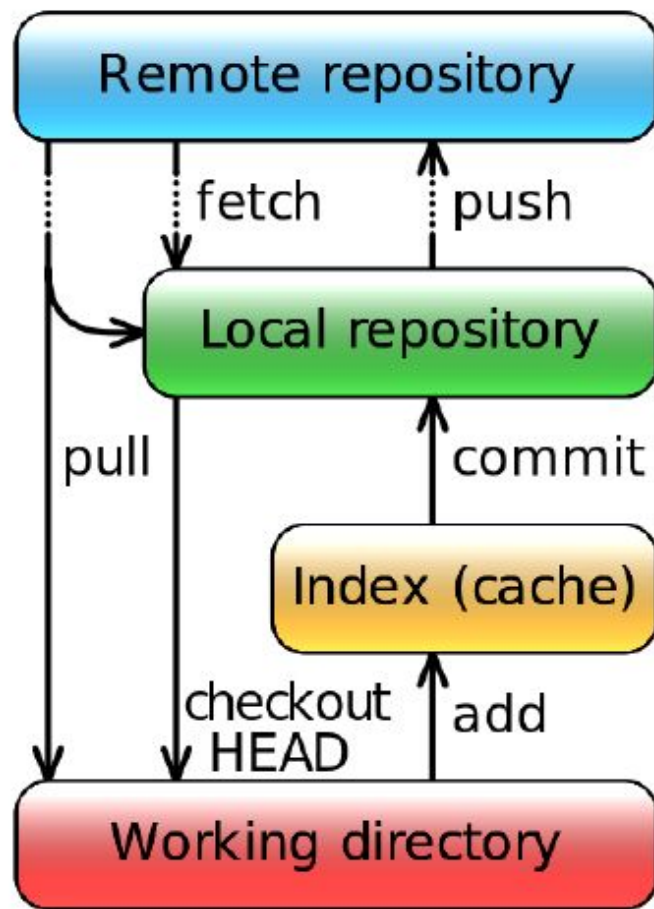 Remote repository
fetch
push
Local repository
pull
commit
Index (cache)
checkout
HEAD
add
Working directory